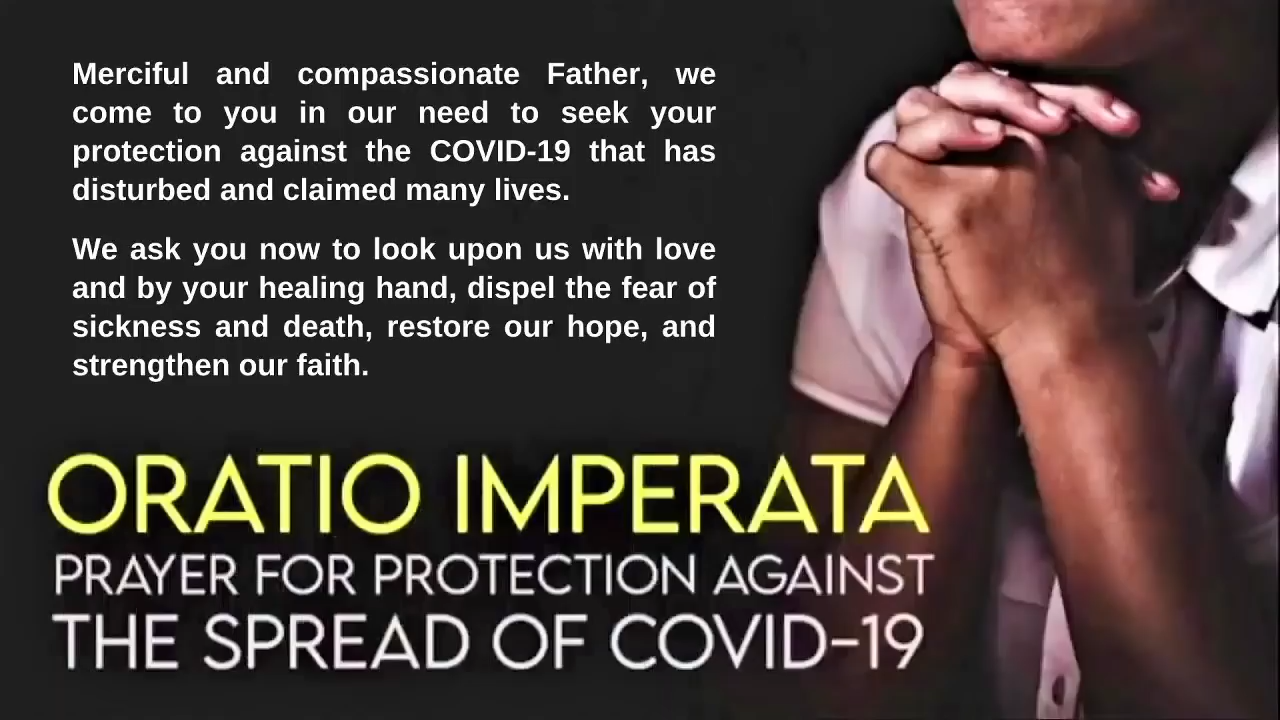 Merciful and compassionate Father, we
come to you in our need to seek your
protection against the COVID-19 that has
disturbed and claimed many lives.
We ask you now to look upon us with love
and by your healing hand, dispel the fear of
sickness and death, restore our hope, and
strengthen our faith.
ORATIO IMPERATA
PRAYER FOR PROTECTION AGAINST
THE SPREAD OF COVID-19